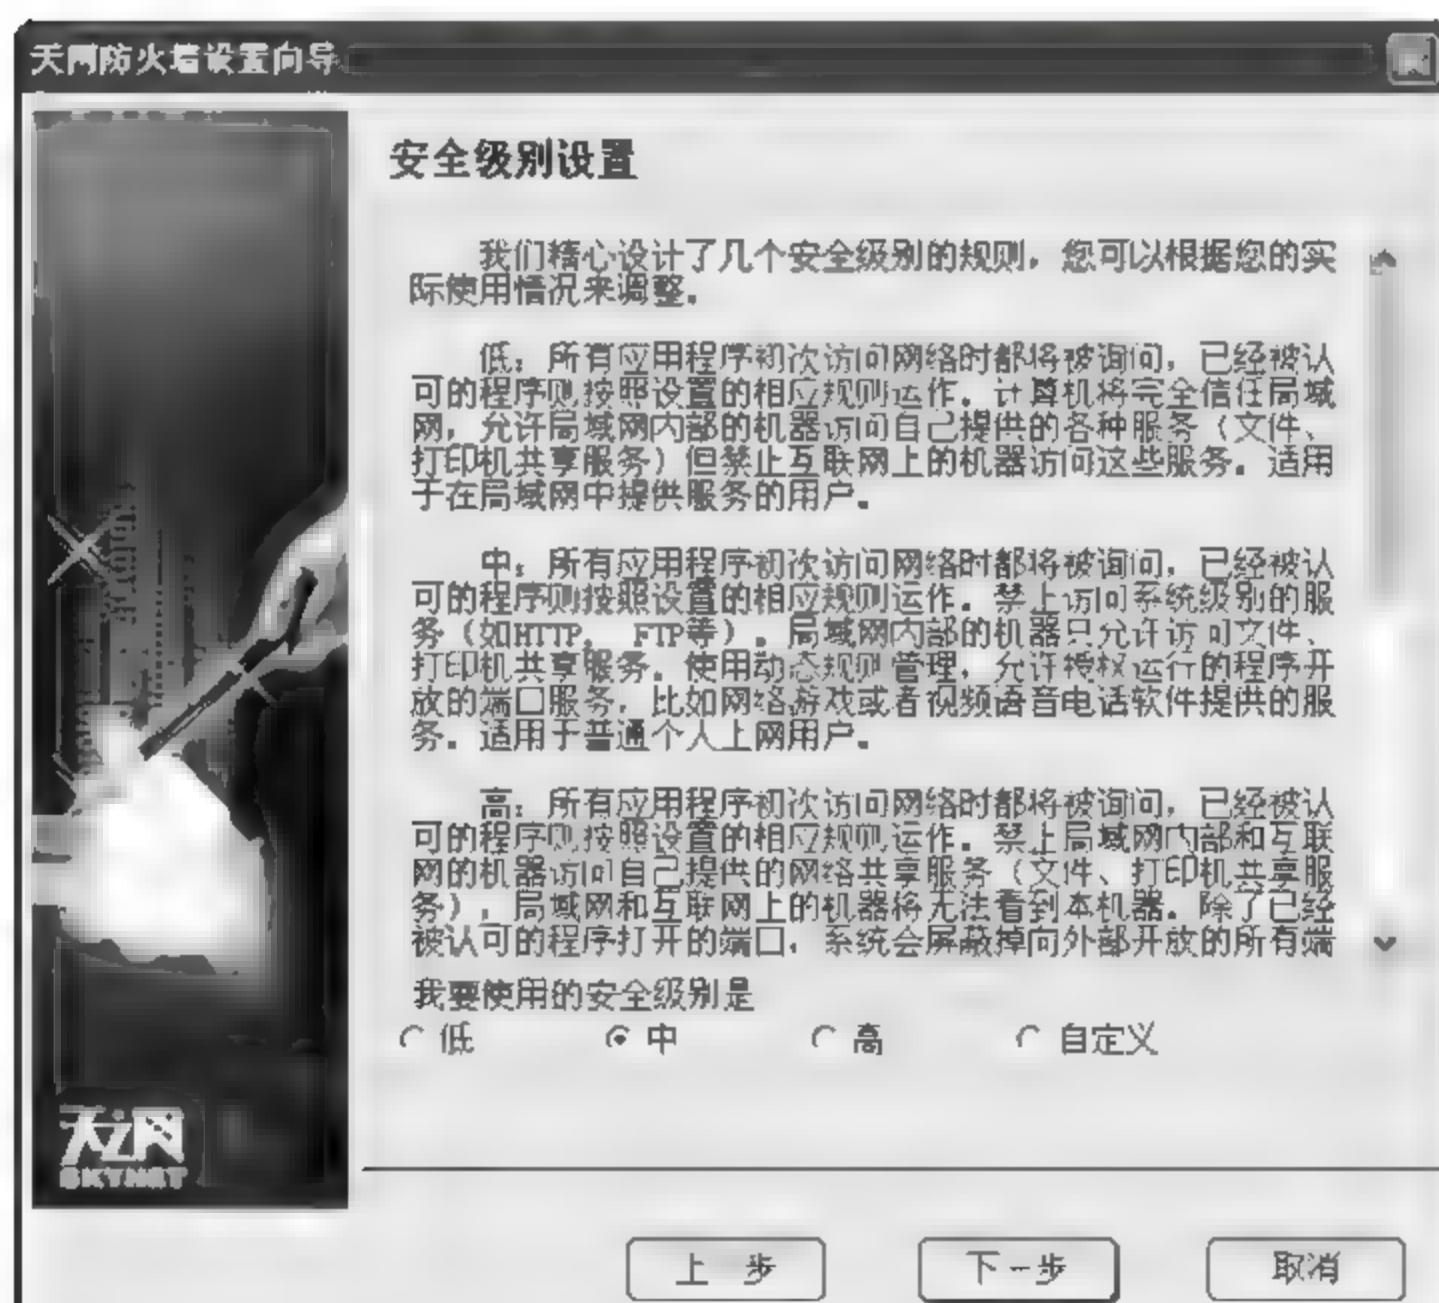 天网防火墙设置向导
安全级别设置
我们精心设计了几个安全级别的规则，您可以根据您的实
际使用情况来调整。
低：所有应用程序初次访问网络时都将被询问，已经被认
可的程序则按照设置的相应规则运作。计算机将完全信任局域
网，允许局域网内部的机器访问自己提供的各种服务（文件、
打印机共享服务）但禁止互联网上的机器访问这些服务。适用
于在局域网中提供服务的用户。
中：所有应用程序初次访问网络时都将被询问，已经被认
可的程序则按照设置的相应规则运作。禁止访问系统级别的服
务（如HTTP，FTP等）。局域网内部的机器只允许访问文件、
打印机共享服务。使用动态规则管理，允许授权运行的程序开
放的端口服务，比如网络游戏或者视频语音电话软件提供的服
务。适用于普通个人上网用户。
高：所有应用程序初次访问网络时都将被询问，已经被认
可的程序则按照设置的相应规则运作。禁止局域网内部和互联
网的机器访问自己提供的网络共享服务（文件、打印机共享服
务），局域网和互联网上的机器将无法看到本机器。除了已经
被认可的程序打开的端口，系统会屏蔽掉向外部开放的所有端
我要使用的安全级别是
低 中 高 自定义
天网
SKYNET
上一步 下一步 取消